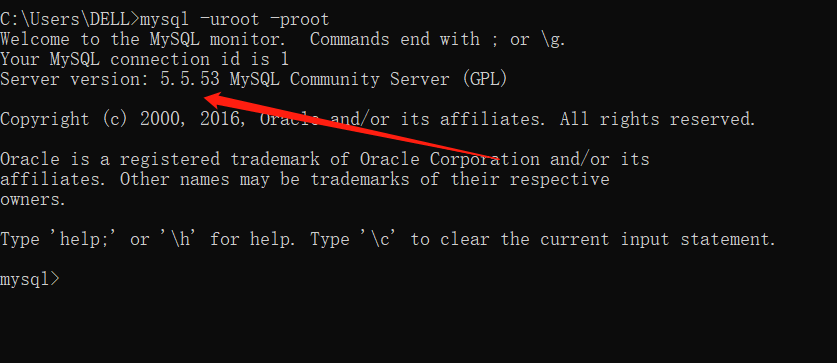 C:\Users\DELL>mysql -uroot -proot
Welcome to the MySQL monitor.  Commands end with ; or \g.
Your MySQL connection id is 1
Server version: 5.5.53 MySQL Community Server (GPL)
Copyright (c) 2000, 2016, Oracle and/or its affiliates. All rights reserved.
Oracle is a registered trademark of Oracle Corporation and/or its
affiliates. Other names may be trademarks of their respective
owners.
Type 'help;' or '\h' for help. Type '\c' to clear the current input statement.
mysql>